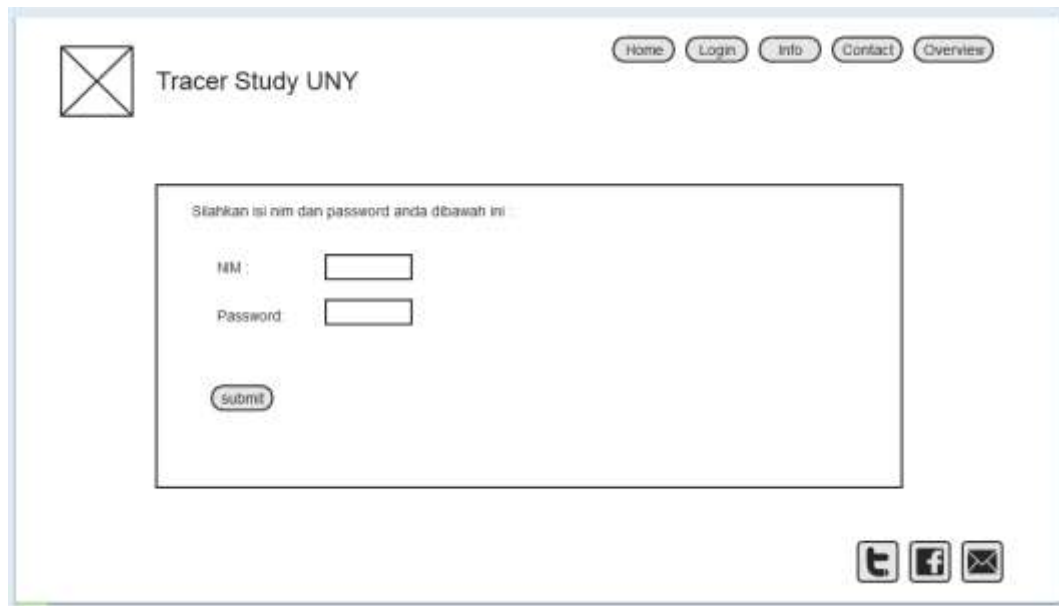 Home Login Info Contact Overview
Tracer Study UNY
Silahkan isi nim dan password anda dibawah ini :
NIM :
Password
submit